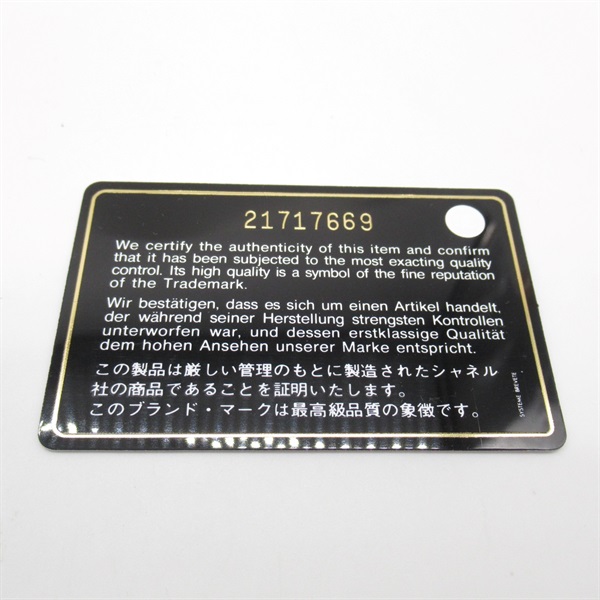 21717669
We certify the authenticity of this item and confirm
that it has been subjected to the most exacting quality
control. Its high quality is a symbol of the fine reputation
of the Trademark.
Wir bestätigen, dass es sich um einen Artikel handelt,
der während seiner Herstellung strengsten Kontrollen
unterworfen war, und dessen erstklassige Qualität
dem hohen Ansehen unserer Marke entspricht.
この製品は厳しい管理のもとに製造されたシャネル
社の商品であることを証明いたします。
このブランド・マークは最高級品質の象徴です。
SYSTEME BREVETE